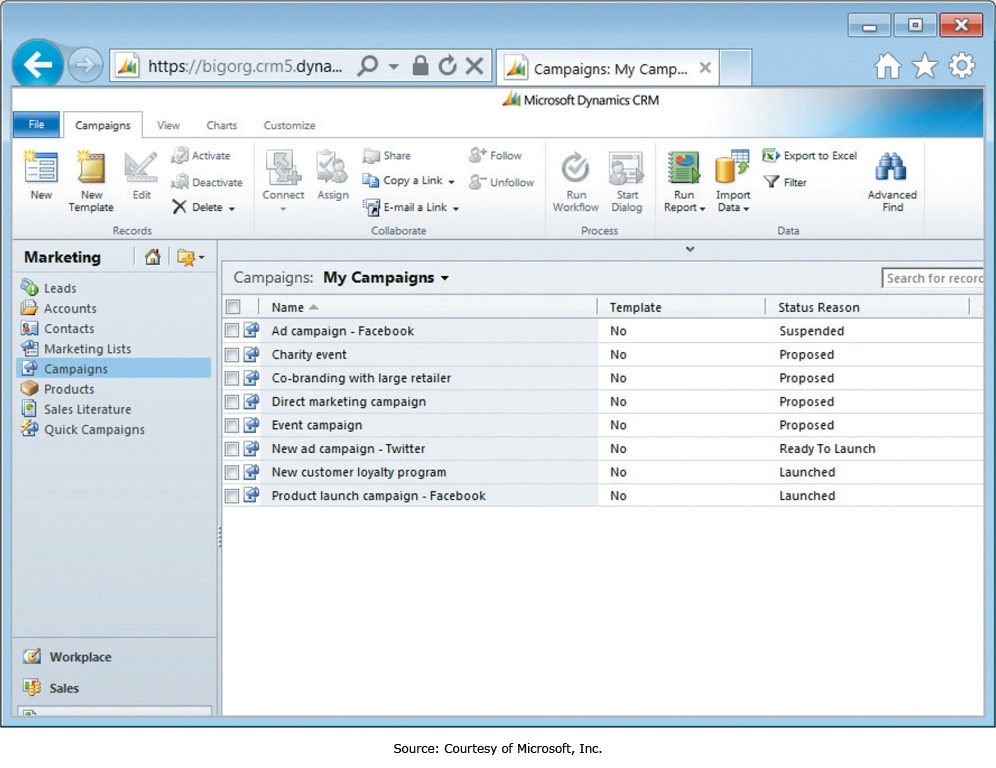 https://bigorg.crm5.dyna...
Campaigns: My Camp...
Microsoft Dynamics CRM
File Campaigns View Charts Customize
New
New Template
Edit
Activate
Deactivate
Delete
Records
Connect
Assign
Share
Copy a Link
E-mail a Link
Follow
Unfollow
Collaborate
Run Workflow
Start Dialog
Process
Run Report
Import Data
Export to Excel
Filter
Advanced Find
Data
Marketing
Leads
Accounts
Contacts
Marketing Lists
Campaigns
Products
Sales Literature
Quick Campaigns
Workplace
Sales
Campaigns: My Campaigns
Search for recor
Name Template Status Reason
Ad campaign - Facebook No Suspended
Charity event No Proposed
Co-branding with large retailer No Proposed
Direct marketing campaign No Proposed
Event campaign No Proposed
New ad campaign - Twitter No Ready To Launch
New customer loyalty program No Launched
Product launch campaign - Facebook No Launched
Source: Courtesy of Microsoft, Inc.